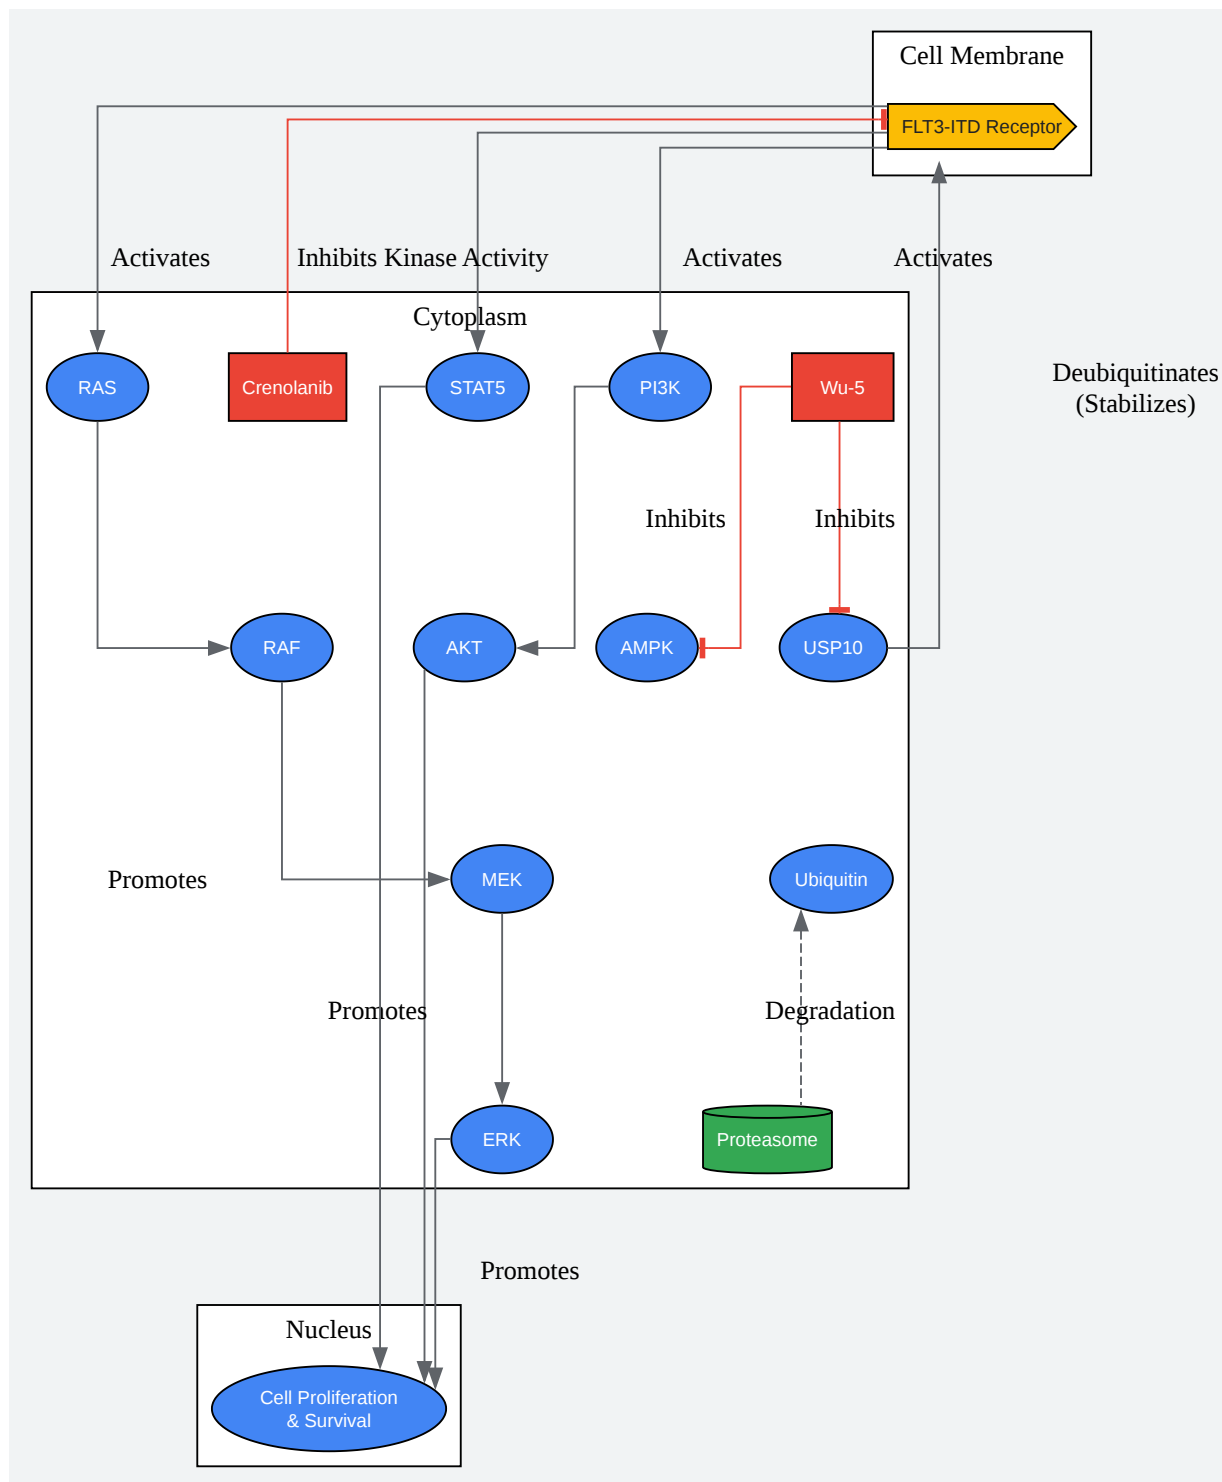 Cell Membrane
FLT3-ITD Receptor
Activates
Inhibits Kinase Activity
Activates
Activates
Cytoplasm
RAS
Crenolanib
STAT5
PI3K
Wu-5
Deubiquitinates
(Stabilizes)
Inhibits
Inhibits
RAF
AKT
AMPK
USP10
Promotes
MEK
Ubiquitin
Promotes
Degradation
ERK
Proteasome
Promotes
Nucleus
Cell Proliferation
& Survival